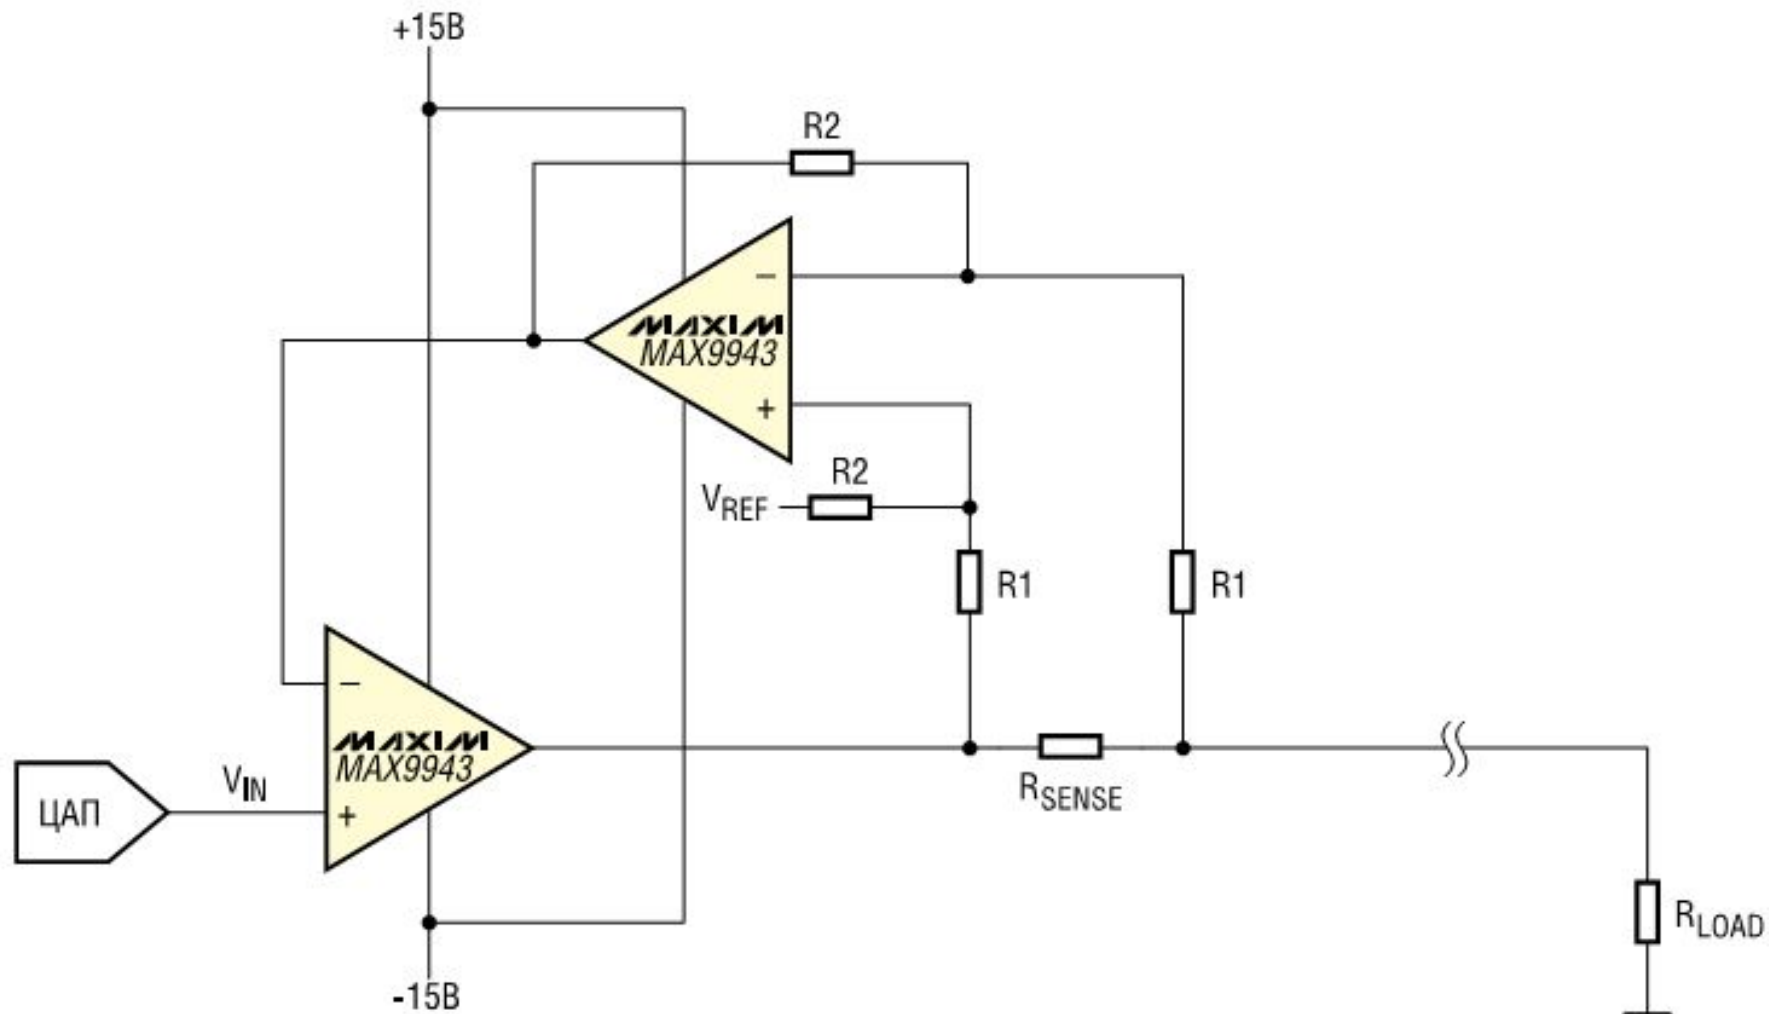 +15В
R2
−
MAXIM
MAX9943
+
R2
VREF
R1
R1
−
MAXIM
MAX9943
+
VIN
ЦАП
RSENSE
RLOAD
-15В